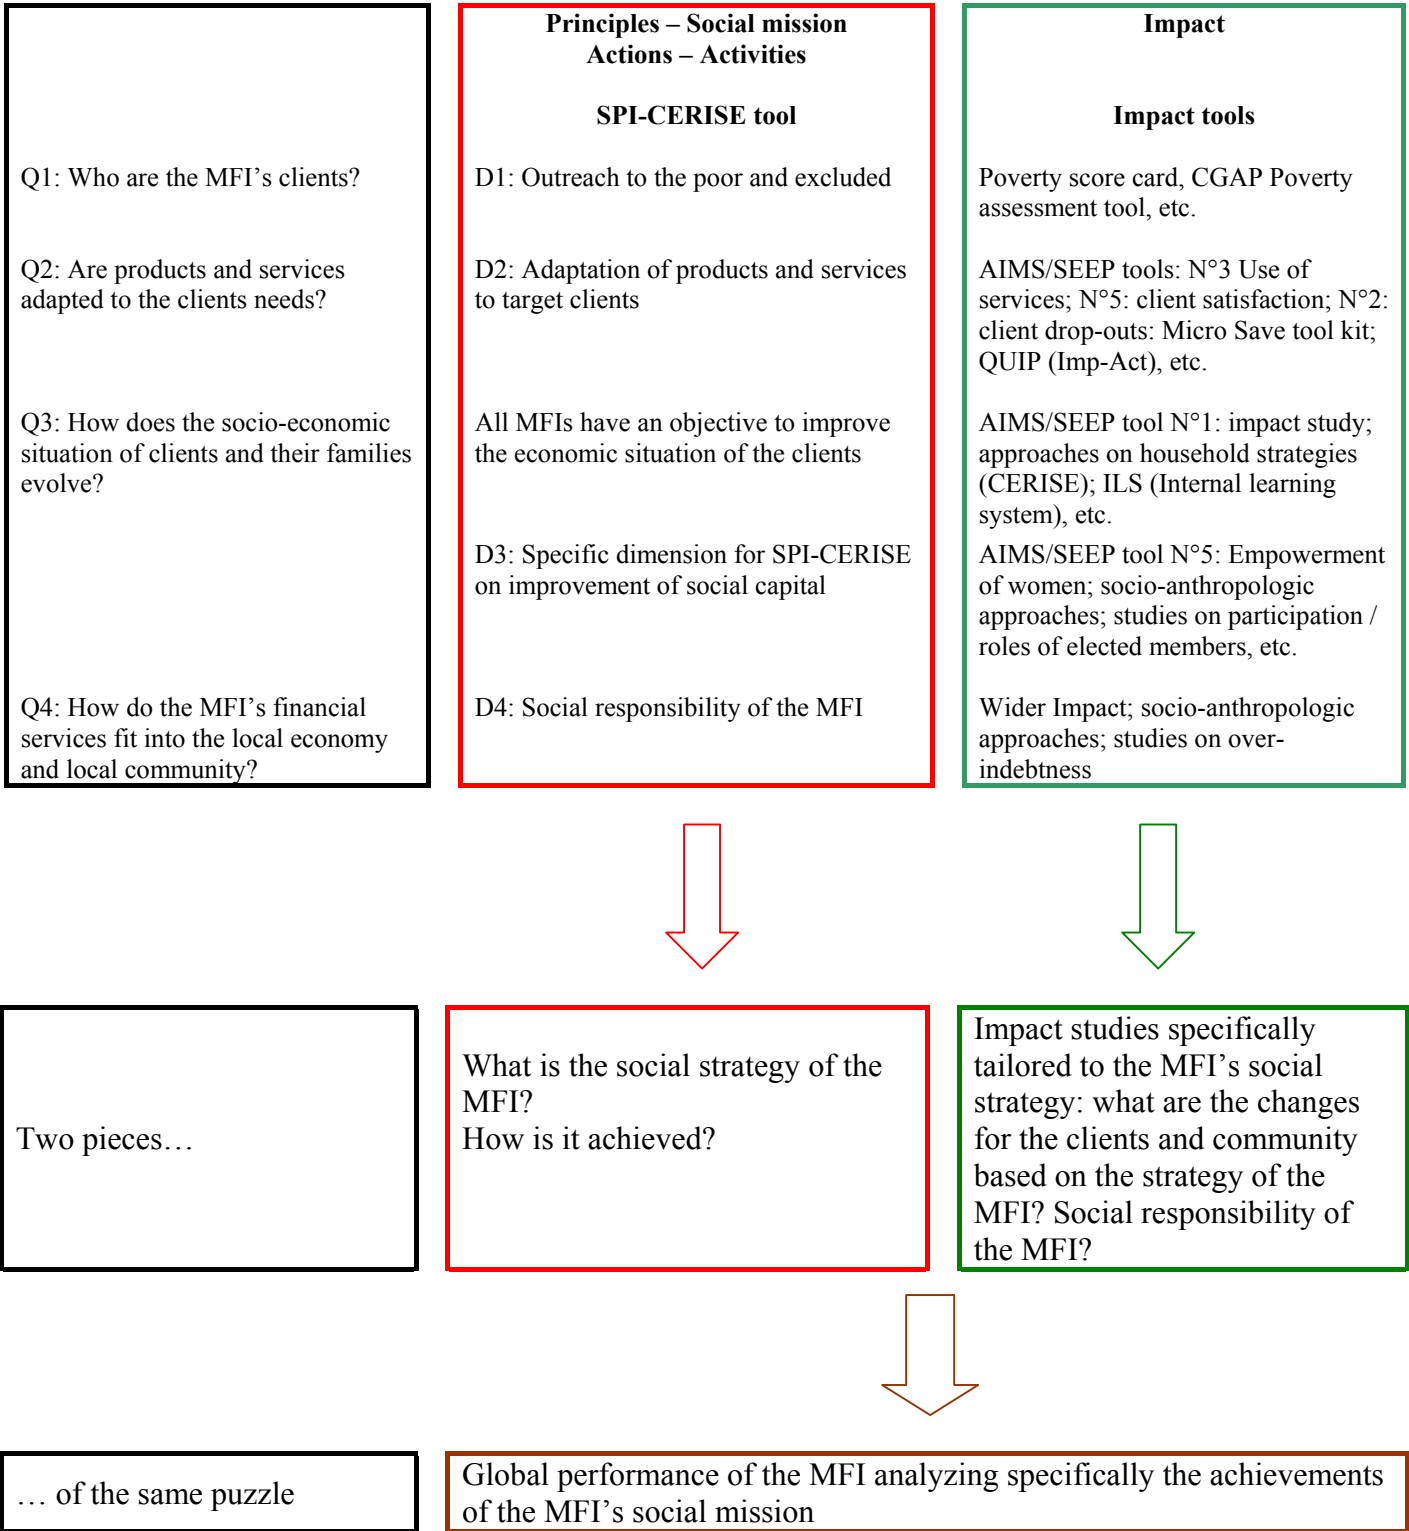 Principles – Social mission
Actions – Activities
SPI-CERISE tool
Impact
Impact tools
Q1: Who are the MFI’s clients?
D1: Outreach to the poor and excluded
Poverty score card, CGAP Poverty
assessment tool, etc.
Q2: Are products and services
adapted to the clients needs?
D2: Adaptation of products and services
to target clients
AIMS/SEEP tools: N°3 Use of
services; N°5: client satisfaction; N°2:
client drop-outs: Micro Save tool kit;
QUIP (Imp-Act), etc.
Q3: How does the socio-economic
situation of clients and their families
evolve?
All MFIs have an objective to improve
the economic situation of the clients
AIMS/SEEP tool N°1: impact study;
approaches on household strategies
(CERISE); ILS (Internal learning
system), etc.
D3: Specific dimension for SPI-CERISE
on improvement of social capital
AIMS/SEEP tool N°5: Empowerment
of women; socio-anthropologic
approaches; studies on participation /
roles of elected members, etc.
Q4: How do the MFI’s financial
services fit into the local economy
and local community?
D4: Social responsibility of the MFI
Wider Impact; socio-anthropologic
approaches; studies on over-
indebtness
Two pieces…
What is the social strategy of the
MFI?
How is it achieved?
Impact studies specifically
tailored to the MFI’s social
strategy: what are the changes
for the clients and community
based on the strategy of the
MFI? Social responsibility of
the MFI?
… of the same puzzle
Global performance of the MFI analyzing specifically the achievements
of the MFI’s social mission